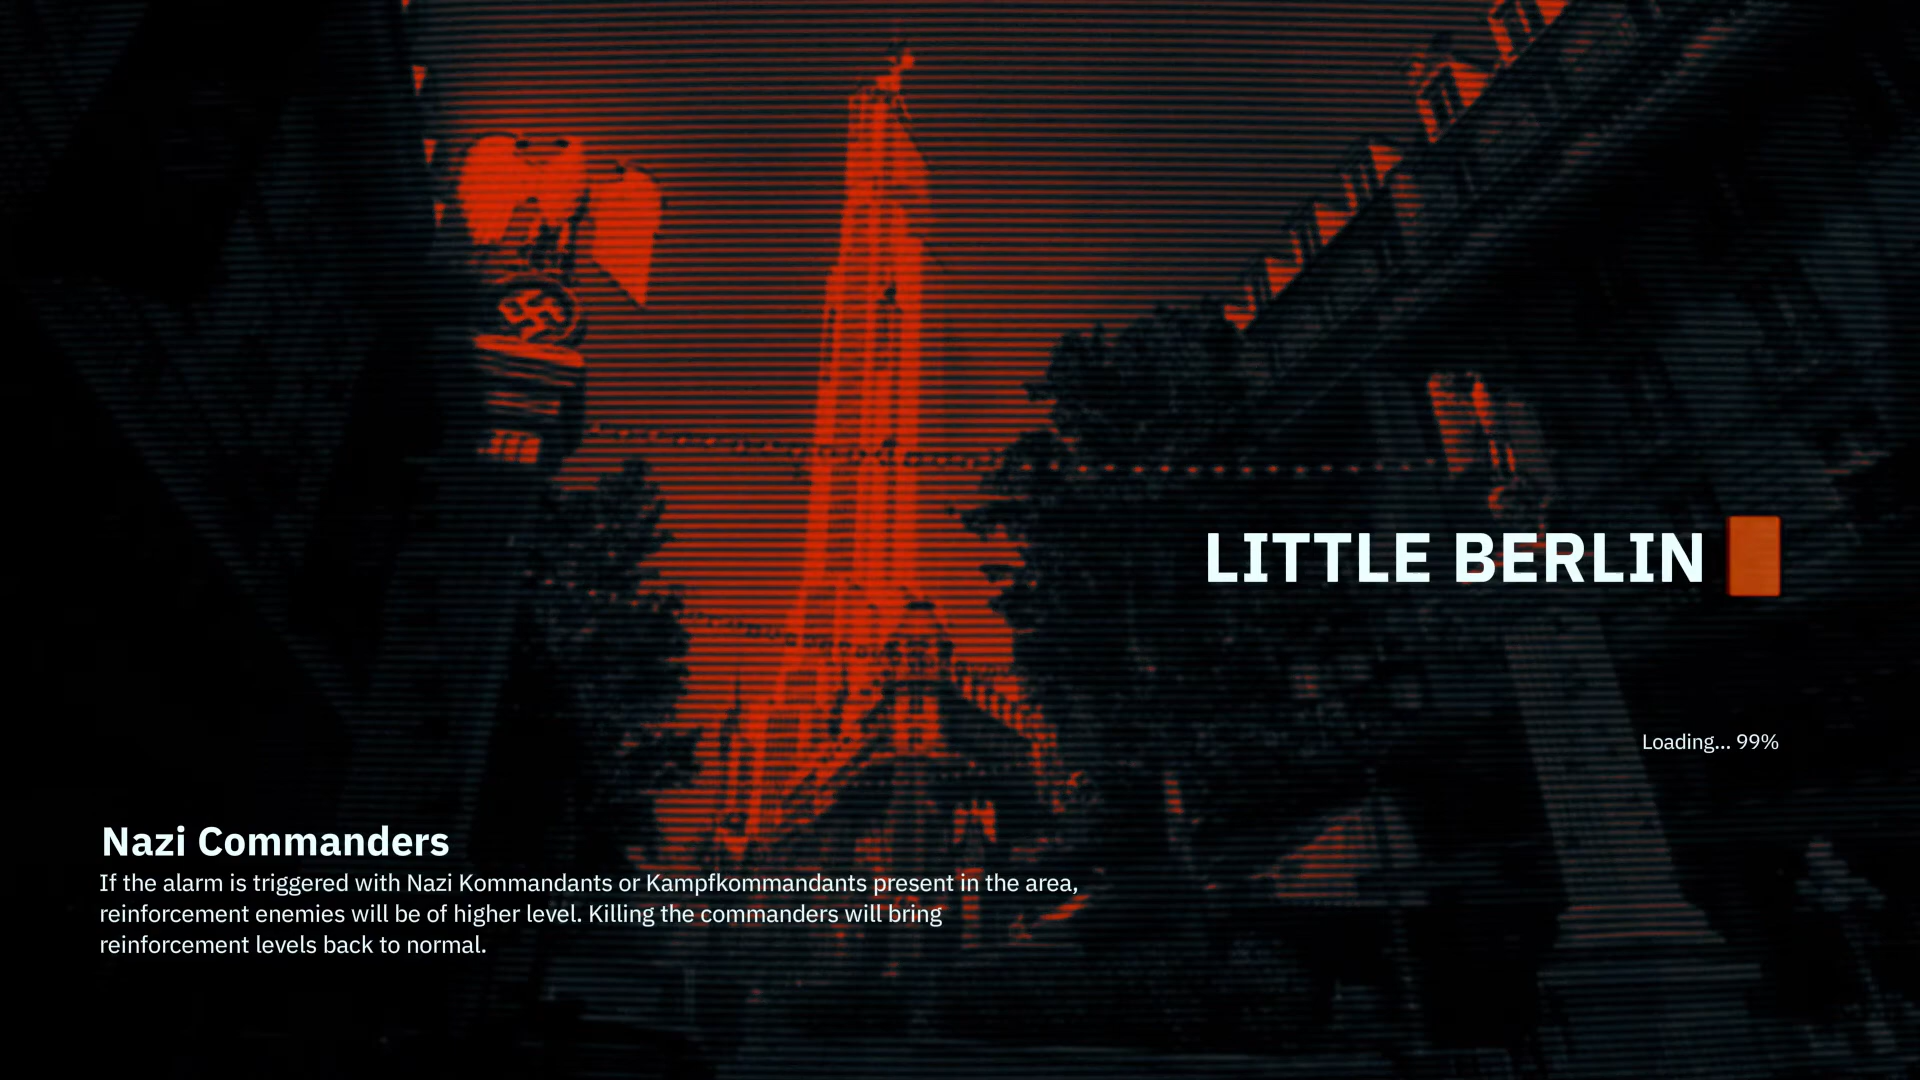 LITTLE BERLIN
Loading... 99%
Nazi Commanders
If the alarm is triggered with Nazi Kommandants or Kampfkommandants present in the area,
reinforcement enemies will be of higher level. Killing the commanders will bring
reinforcement levels back to normal.